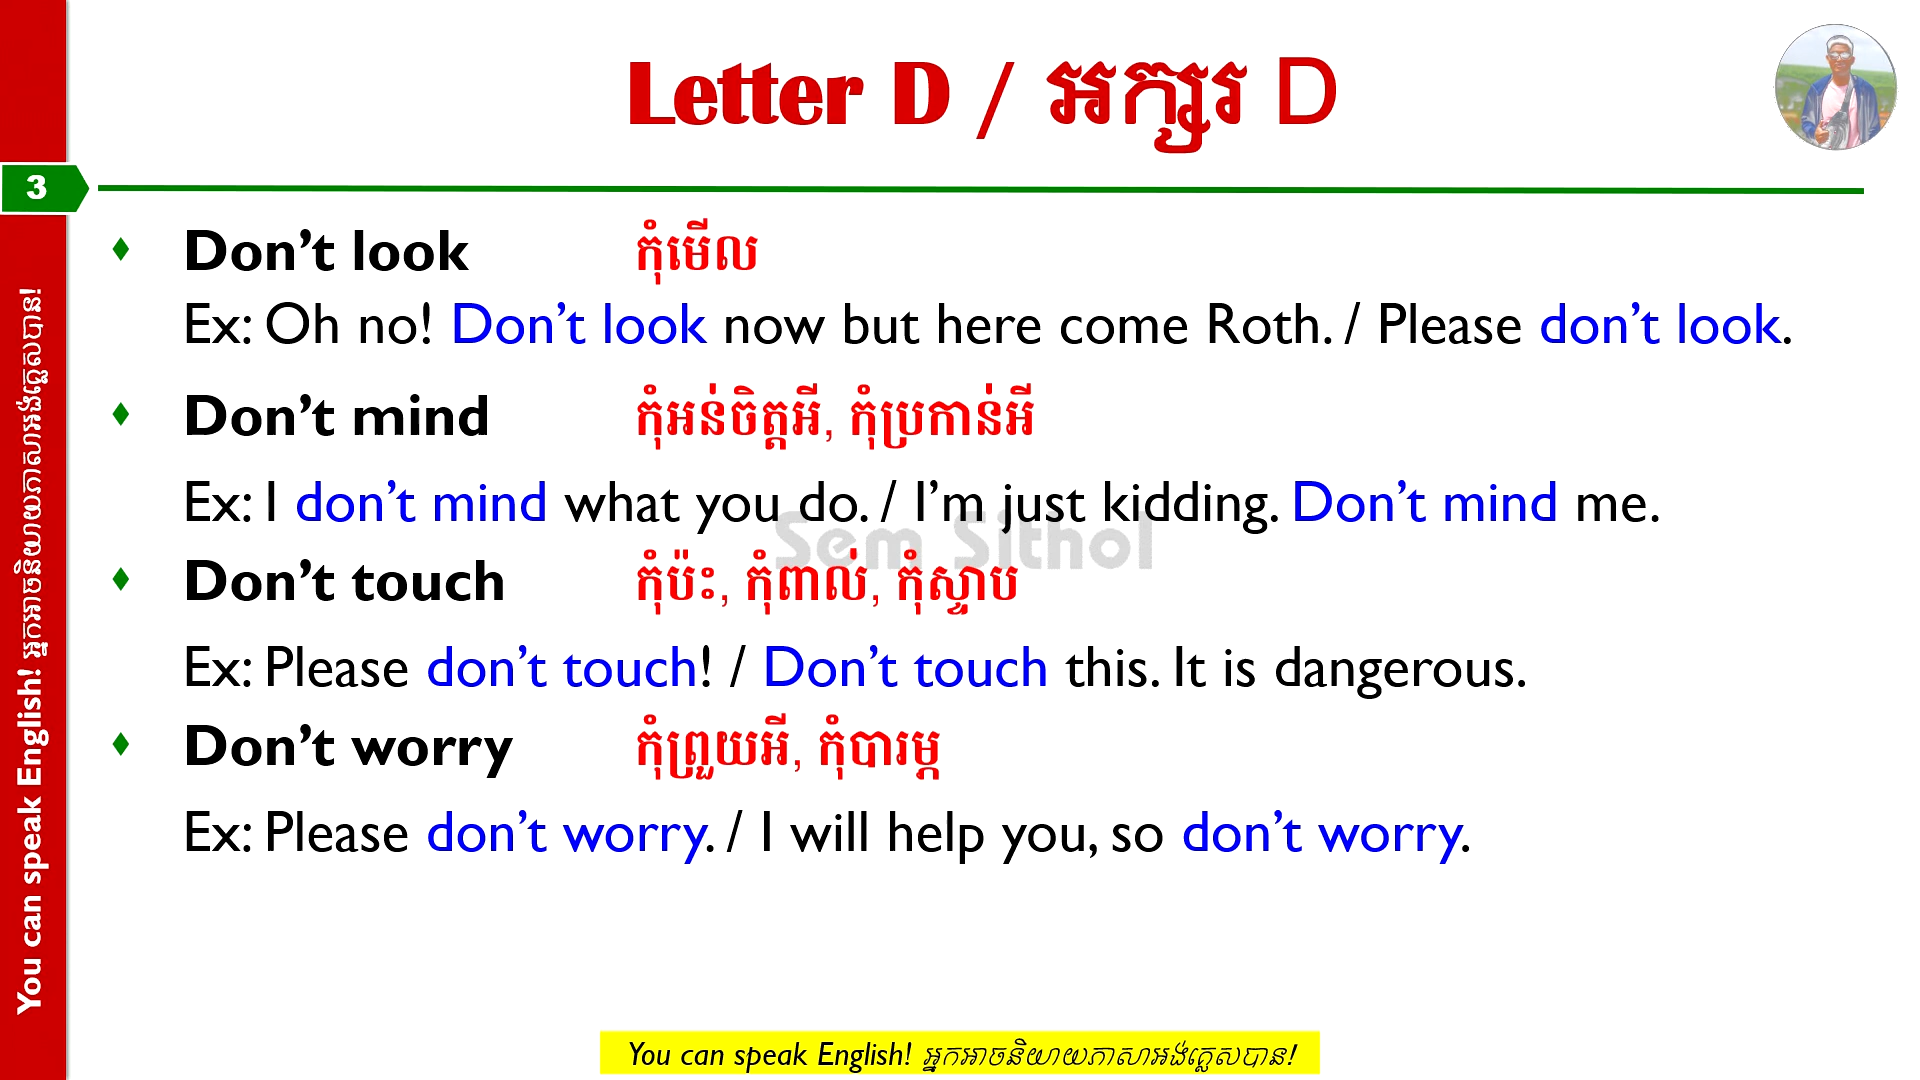 Letter D / អក្សរ D
3
Don’t look កុំមើល
Ex: Oh no! Don’t look now but here come Roth. / Please don’t look.
Don’t mind កុំអន់ចិត្តអី, កុំប្រកាន់អី
Ex: I don’t mind what you do. / I’m just kidding. Don’t mind me.
Sem Sithol
Don’t touch កុំប៉ះ, កុំពាល់, កុំស្ទាប
Ex: Please don’t touch! / Don’t touch this. It is dangerous.
Don’t worry កុំព្រួយអី, កុំបារម្ភ
Ex: Please don’t worry. / I will help you, so don’t worry.
You can speak English! អ្នកអាចនិយាយភាសាអង់គ្លេសបាន!
You can speak English! អ្នកអាចនិយាយភាសាអង់គ្លេសបាន!